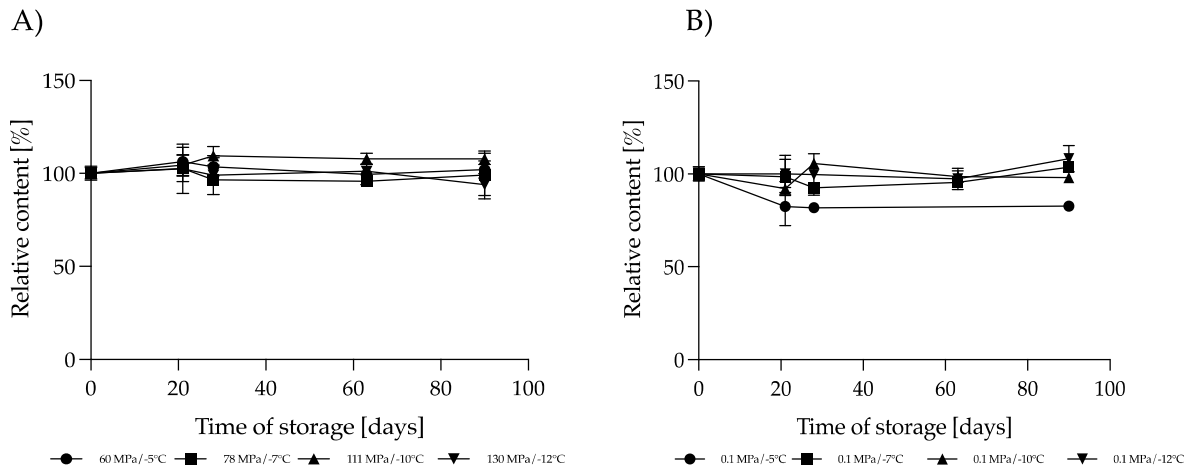 A)
B)
150
100
50
0
Relative content [%]
0 20 40 60 80 100
Time of storage [days]
60 MPa/-5°C 78 MPa/-7°C 111 MPa/-10°C 130 MPa/-12°C
150
100
50
0
Relative content [%]
0 20 40 60 80 100
Time of storage [days]
0.1 MPa/-5°C 0.1 MPa/-7°C 0.1 MPa/-10°C 0.1 MPa/-12°C